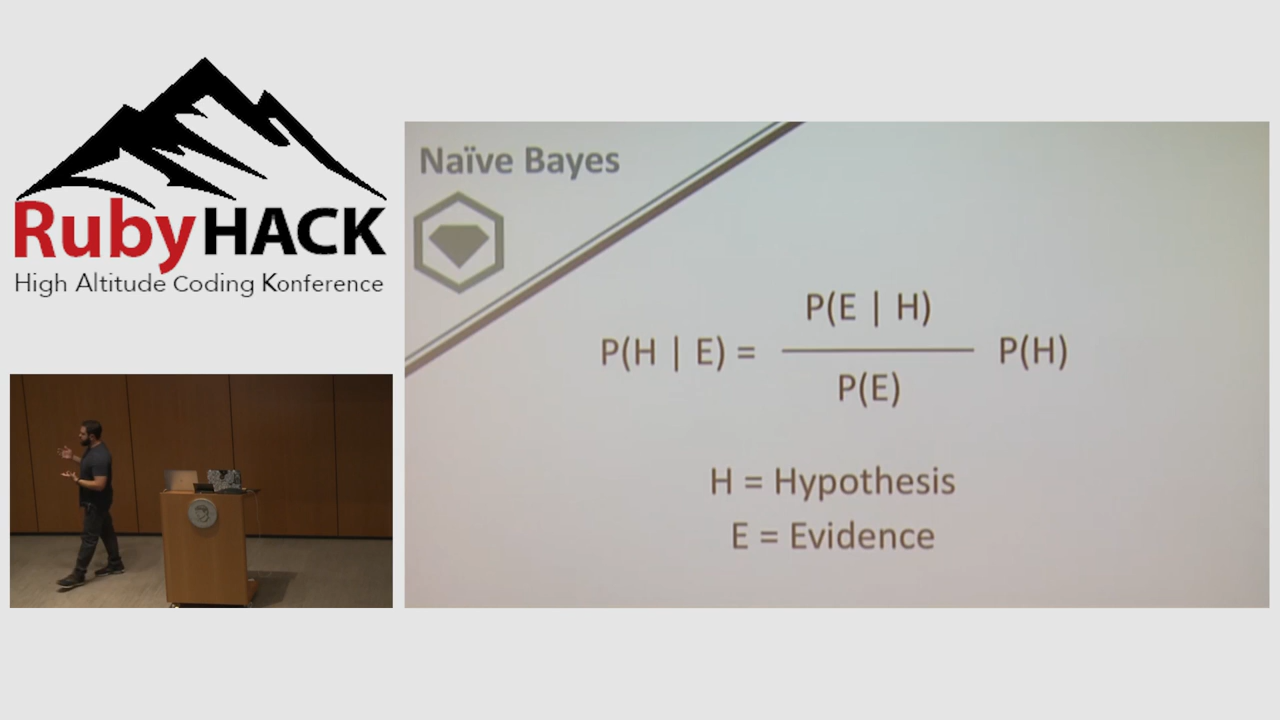 RubyHACK
High Altitude Coding Konference
Naïve Bayes
P(H | E) = P(E | H) / P(E) P(H)
H = Hypothesis
E = Evidence